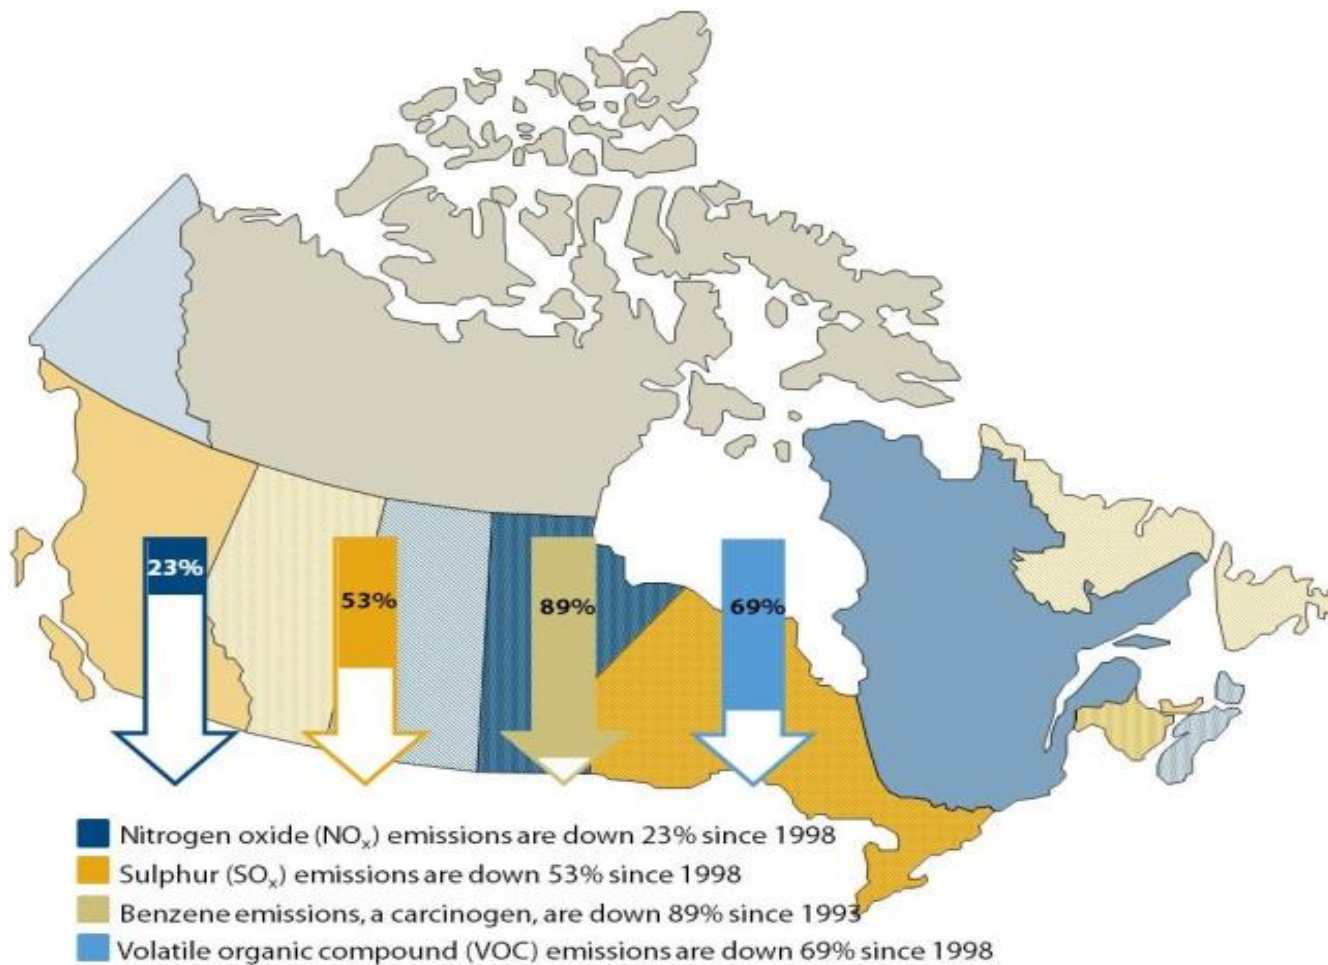 23%
53%
89%
69%
Nitrogen oxide (NOₓ) emissions are down 23% since 1998
Sulphur (SOₓ) emissions are down 53% since 1998
Benzene emissions, a carcinogen, are down 89% since 1993
Volatile organic compound (VOC) emissions are down 69% since 1998